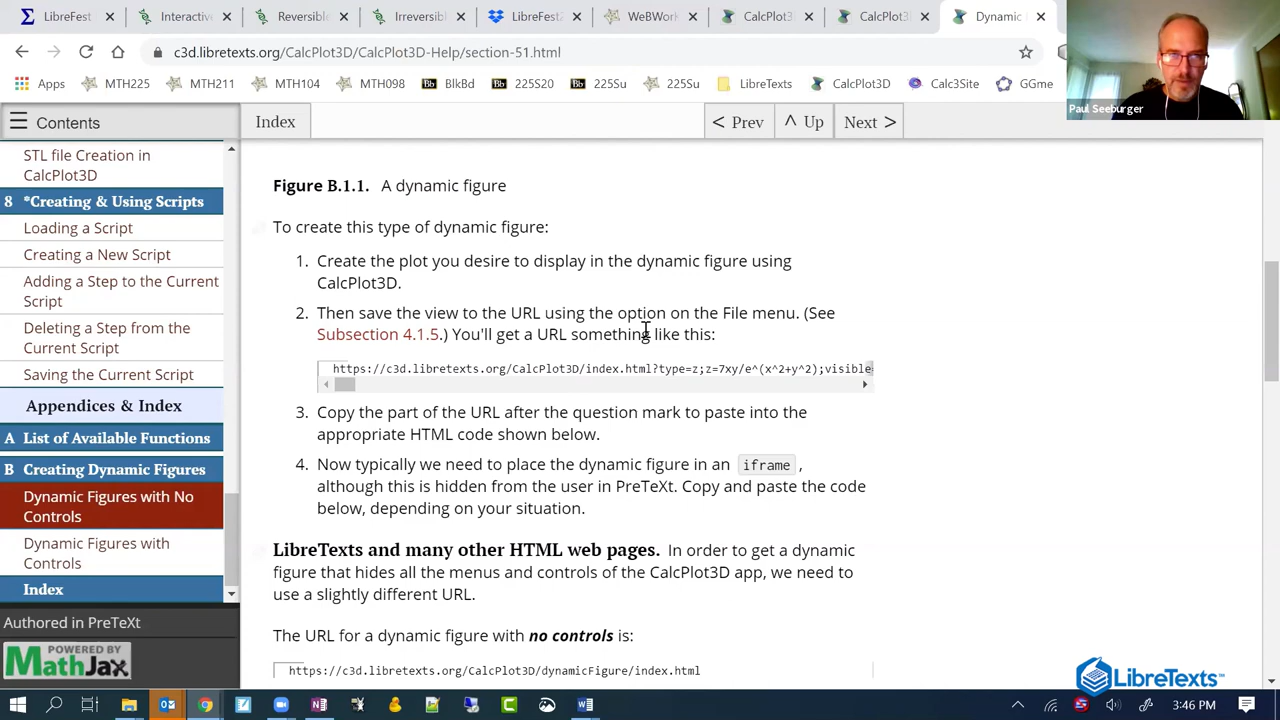 LibreFest
Interactive
Reversible
Irreversibl
LibreFest2
WeBWork
CalcPlot3D
CalcPlot3D
Dynamic
c3d.libretexts.org/CalcPlot3D/CalcPlot3D-Help/section-51.html
Apps
MTH225
MTH211
MTH104
MTH098
Bb
BlkBd
Bb
225S20
Bb
225Su
225Su
LibreTexts
CalcPlot3D
Calc3Site
GGme
Paul Seeburger
Contents
Index
< Prev
^ Up
Next >
STL file Creation in
CalcPlot3D
8 *Creating & Using Scripts
Loading a Script
Creating a New Script
Adding a Step to the Current
Script
Deleting a Step from the
Current Script
Saving the Current Script
Appendices & Index
A List of Available Functions
B Creating Dynamic Figures
Dynamic Figures with No
Controls
Dynamic Figures with
Controls
Index
Authored in PreTeXt
POWERED BY
MathJax
Figure B.1.1. A dynamic figure
To create this type of dynamic figure:
1. Create the plot you desire to display in the dynamic figure using
CalcPlot3D.
2. Then save the view to the URL using the option on the File menu. (See
Subsection 4.1.5.) You'll get a URL something like this:
https://c3d.libretexts.org/CalcPlot3D/index.html?type=z;z=7xy/e^(x^2+y^2);visible
3. Copy the part of the URL after the question mark to paste into the
appropriate HTML code shown below.
4. Now typically we need to place the dynamic figure in an iframe ,
although this is hidden from the user in PreTeXt. Copy and paste the code
below, depending on your situation.
LibreTexts and many other HTML web pages. In order to get a dynamic
figure that hides all the menus and controls of the CalcPlot3D app, we need to
use a slightly different URL.
The URL for a dynamic figure with no controls is:
https://c3d.libretexts.org/CalcPlot3D/dynamicFigure/index.html
LibreTexts™
3:46 PM